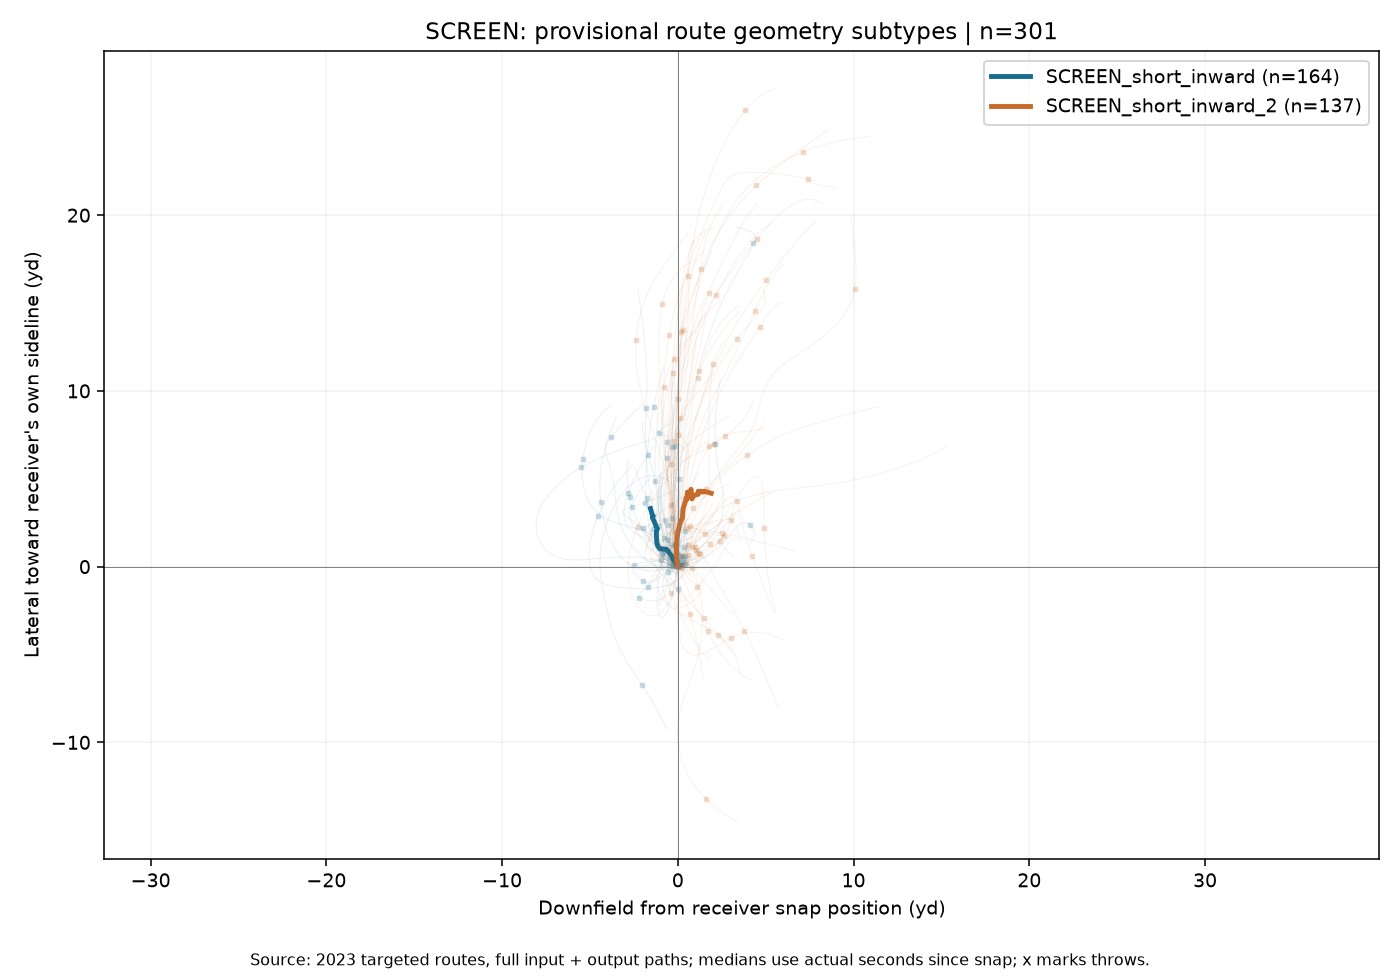 SCREEN: provisional route geometry subtypes | n=301
SCREEN_short_inward (n=164)
SCREEN_short_inward_2 (n=137)
Lateral toward receiver's own sideline (yd)
20
10
0
−10
−30
−20
−10
0
10
20
30
Downfield from receiver snap position (yd)
Source: 2023 targeted routes, full input + output paths; medians use actual seconds since snap; x marks throws.